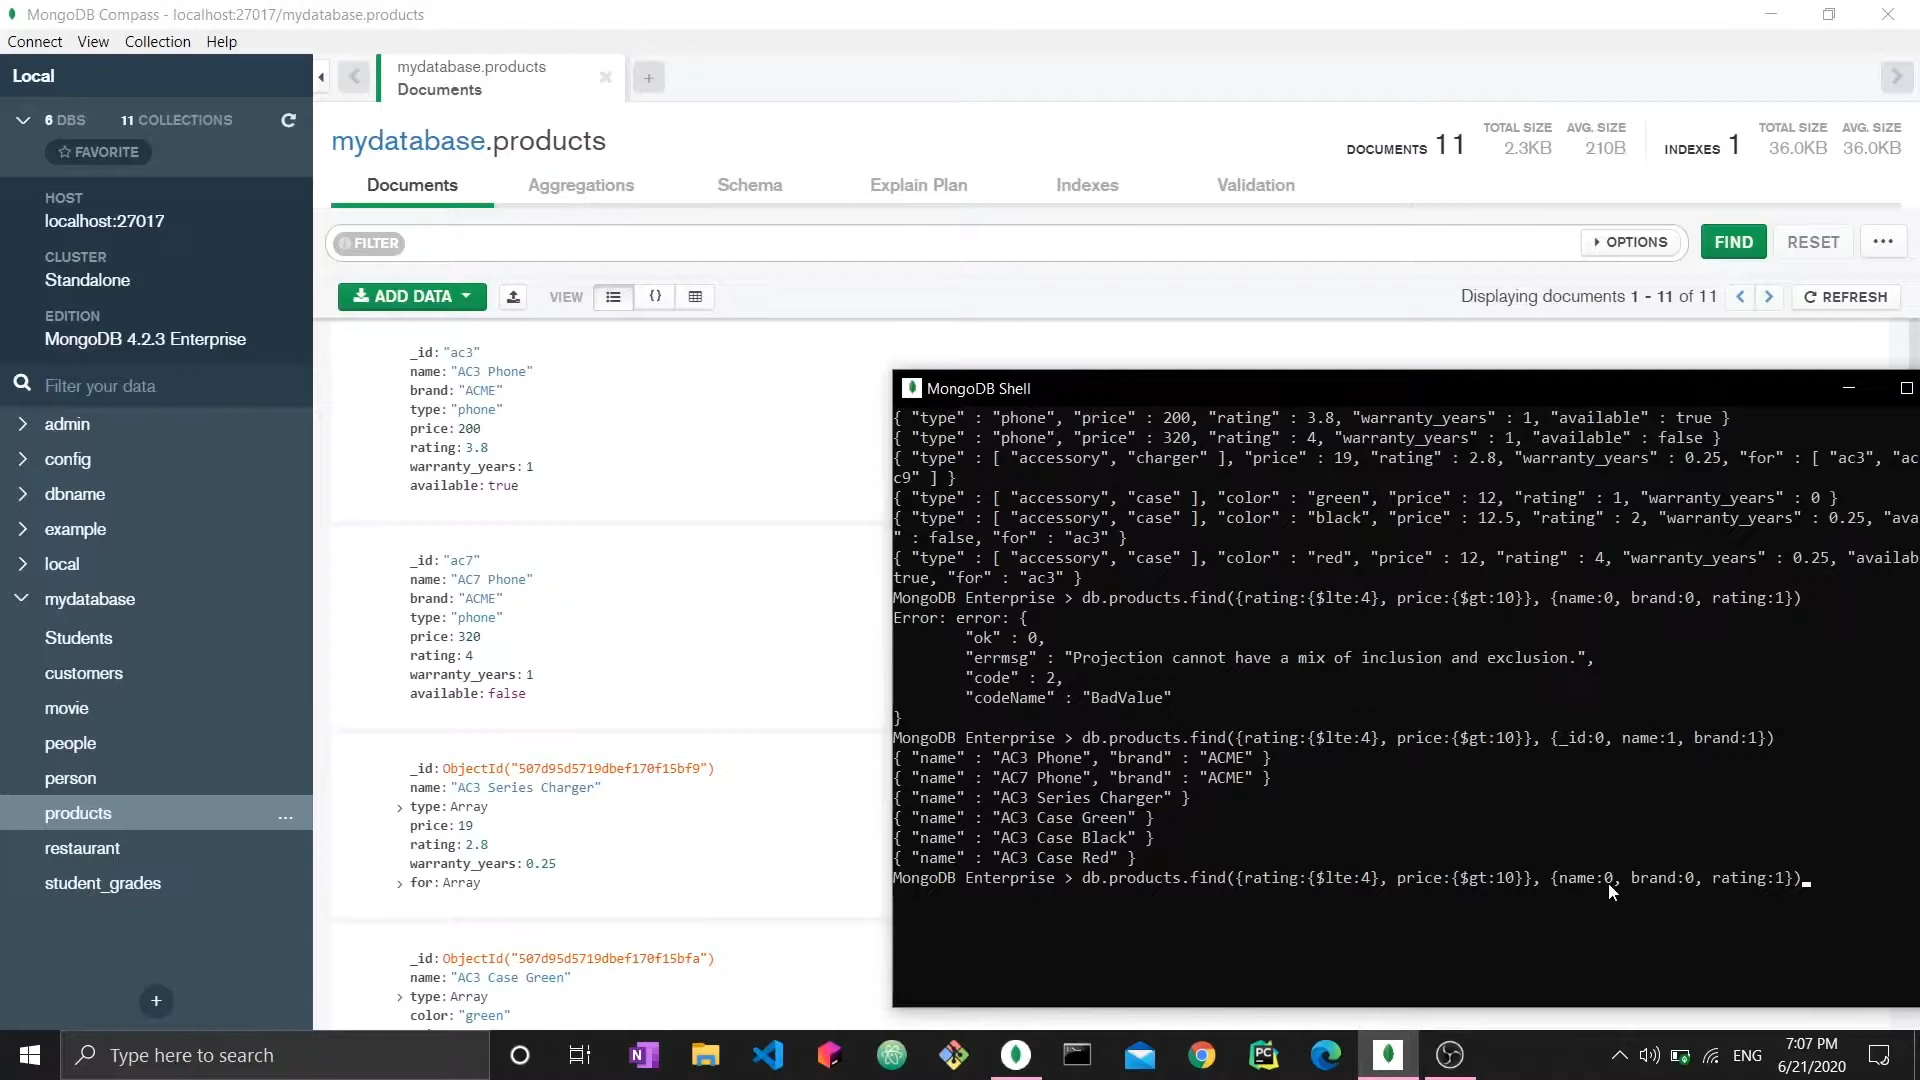 MongoDB Compass - localhost:27017/mydatabase.products
Connect View Collection Help
Local
6 DBS 11 COLLECTIONS
FAVORITE
HOST
localhost:27017
CLUSTER
Standalone
EDITION
MongoDB 4.2.3 Enterprise
Filter your data
admin
config
dbname
example
local
mydatabase
Students
customers
movie
people
person
products ...
restaurant
student_grades
+
mydatabase.products
Documents
+
mydatabase.products
DOCUMENTS 11
TOTAL SIZE
2.3KB
AVG. SIZE
210B
INDEXES 1
TOTAL SIZE
36.0KB
AVG. SIZE
36.0KB
Documents Aggregations Schema Explain Plan Indexes Validation
FILTER OPTIONS FIND RESET ...
ADD DATA VIEW {} Displaying documents 1 - 11 of 11 REFRESH
_id: "ac3"
name: "AC3 Phone"
brand: "ACME"
type: "phone"
price: 200
rating: 3.8
warranty_years: 1
available: true
_id: "ac7"
name: "AC7 Phone"
brand: "ACME"
type: "phone"
price: 320
rating: 4
warranty_years: 1
available: false
_id: ObjectId("507d95d5719dbef170f15bf9")
name: "AC3 Series Charger"
type: Array
price: 19
rating: 2.8
warranty_years: 0.25
for: Array
_id: ObjectId("507d95d5719dbef170f15bfa")
name: "AC3 Case Green"
type: Array
color: "green"
MongoDB Shell
{ "type" : "phone", "price" : 200, "rating" : 3.8, "warranty_years" : 1, "available" : true }
{ "type" : "phone", "price" : 320, "rating" : 4, "warranty_years" : 1, "available" : false }
{ "type" : [ "accessory", "charger" ], "price" : 19, "rating" : 2.8, "warranty_years" : 0.25, "for" : [ "ac3", "ac
c9" ] }
{ "type" : [ "accessory", "case" ], "color" : "green", "price" : 12, "rating" : 1, "warranty_years" : 0 }
{ "type" : [ "accessory", "case" ], "color" : "black", "price" : 12.5, "rating" : 2, "warranty_years" : 0.25, "ava
" : false, "for" : "ac3" }
{ "type" : [ "accessory", "case" ], "color" : "red", "price" : 12, "rating" : 4, "warranty_years" : 0.25, "availab
true, "for" : "ac3" }
MongoDB Enterprise > db.products.find({rating:{$lte:4}, price:{$gt:10}}, {name:0, brand:0, rating:1})
Error: error: {
"ok" : 0,
"errmsg" : "Projection cannot have a mix of inclusion and exclusion.",
"code" : 2,
"codeName" : "BadValue"
}
MongoDB Enterprise > db.products.find({rating:{$lte:4}, price:{$gt:10}}, {_id:0, name:1, brand:1})
{ "name" : "AC3 Phone", "brand" : "ACME" }
{ "name" : "AC7 Phone", "brand" : "ACME" }
{ "name" : "AC3 Series Charger" }
{ "name" : "AC3 Case Green" }
{ "name" : "AC3 Case Black" }
{ "name" : "AC3 Case Red" }
MongoDB Enterprise > db.products.find({rating:{$lte:4}, price:{$gt:10}}, {name:0, brand:0, rating:1})
Type here to search
N
PC
ENG
7:07 PM
6/21/2020